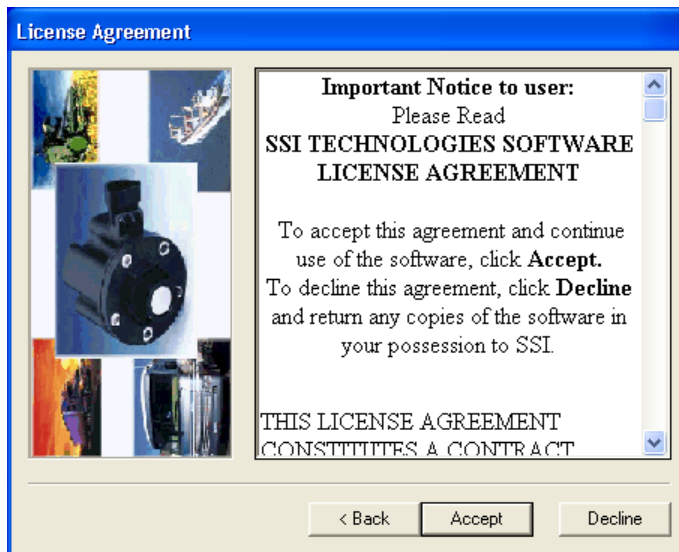 License Agreement
Important Notice to user:
Please Read
SSI TECHNOLOGIES SOFTWARE
LICENSE AGREEMENT
To accept this agreement and continue
use of the software, click Accept.
To decline this agreement, click Decline
and return any copies of the software in
your possession to SSI.
THIS LICENSE AGREEMENT
CONSTITUTES A CONTRACT
< Back
Accept
Decline